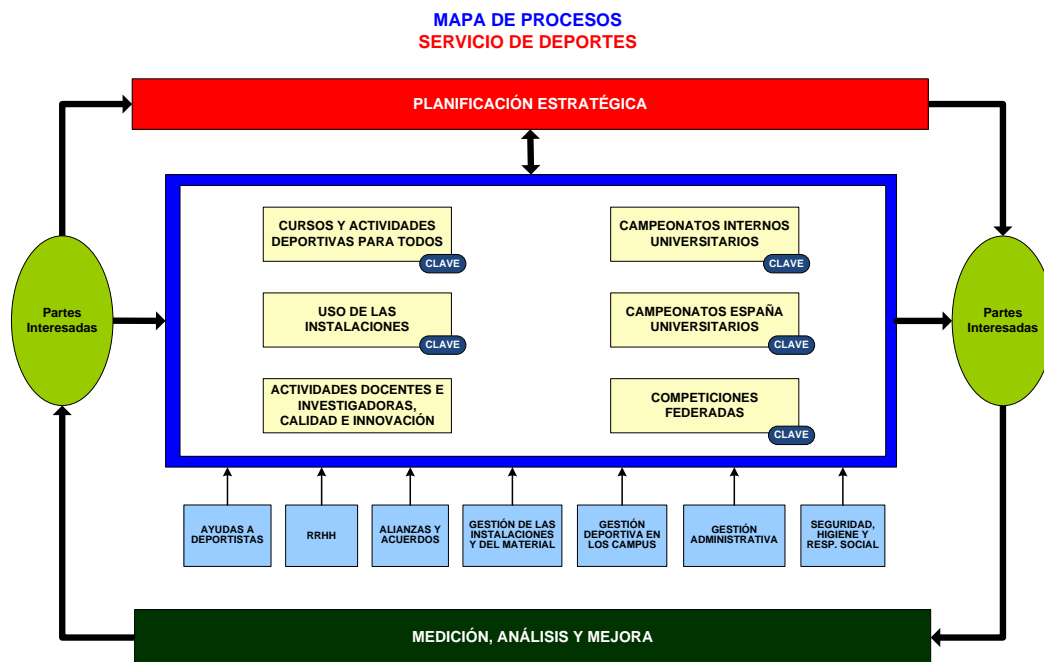 MAPA DE PROCESOS
SERVICIO DE DEPORTES
PLANIFICACIÓN ESTRATÉGICA
CURSOS Y ACTIVIDADES
DEPORTIVAS PARA TODOS
CLAVE
CAMPEONATOS INTERNOS
UNIVERSITARIOS
CLAVE
Partes
Interesadas
USO DE LAS
INSTALACIONES
CLAVE
CAMPEONATOS ESPAÑA
UNIVERSITARIOS
CLAVE
Partes
Interesadas
ACTIVIDADES DOCENTES E
INVESTIGADORAS,
CALIDAD E INNOVACIÓN
COMPETICIONES
FEDERADAS
CLAVE
AYUDAS A
DEPORTISTAS
RRHH
ALIANZAS Y
ACUERDOS
GESTIÓN DE LAS
INSTALACIONES
Y DEL MATERIAL
GESTIÓN
DEPORTIVA EN
LOS CAMPUS
GESTIÓN
ADMINISTRATIVA
SEGURIDAD,
HIGIENE Y
RESP. SOCIAL
MEDICIÓN, ANÁLISIS Y MEJORA